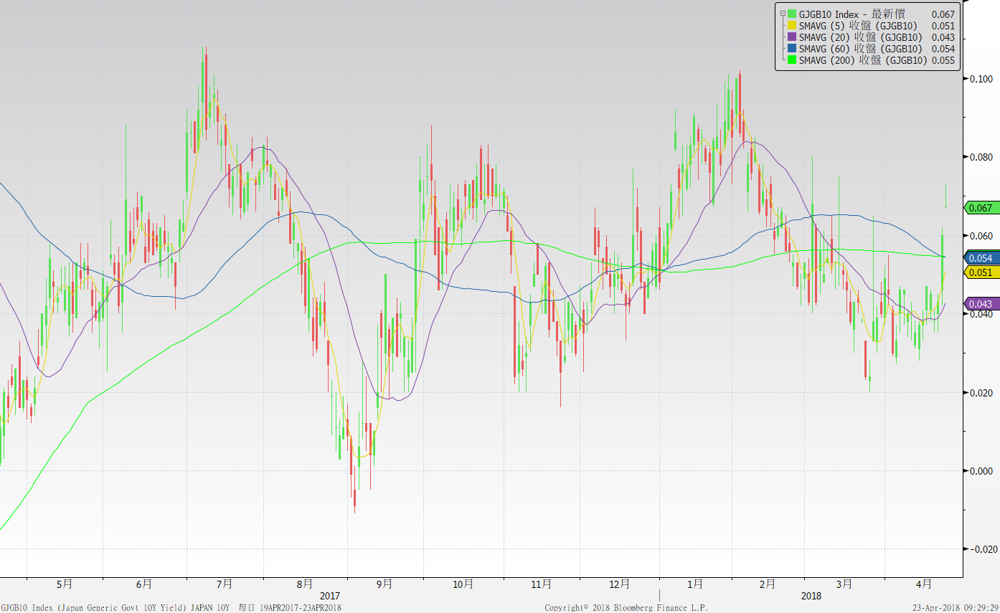 GJGB10 Index - 最新價 0.067
SMAVG (5) 收盤 (GJGB10) 0.051
SMAVG (20) 收盤 (GJGB10) 0.043
SMAVG (60) 收盤 (GJGB10) 0.054
SMAVG (200) 收盤 (GJGB10) 0.055
0.100
0.080
0.067
0.060
0.054
0.051
0.043
0.040
0.020
0.000
-0.020
5月 6月 7月 8月 9月 10月 11月 12月 1月 2月 3月 4月
2017 2018
GJGB10 Index (Japan Generic Govt 10Y Yield) JAPAN 10Y 每日 19APR2017-23APR2018 Copyright© 2018 Bloomberg Finance L.P. 23-Apr-2018 09:29:29